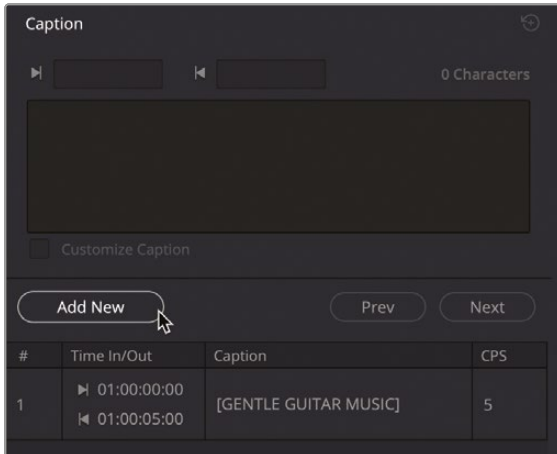 Caption
0 Characters
Customize Caption
Add New Prev Next
# Time In/Out Caption CPS
1 01:00:00:00 [GENTLE GUITAR MUSIC] 5
01:00:05:00